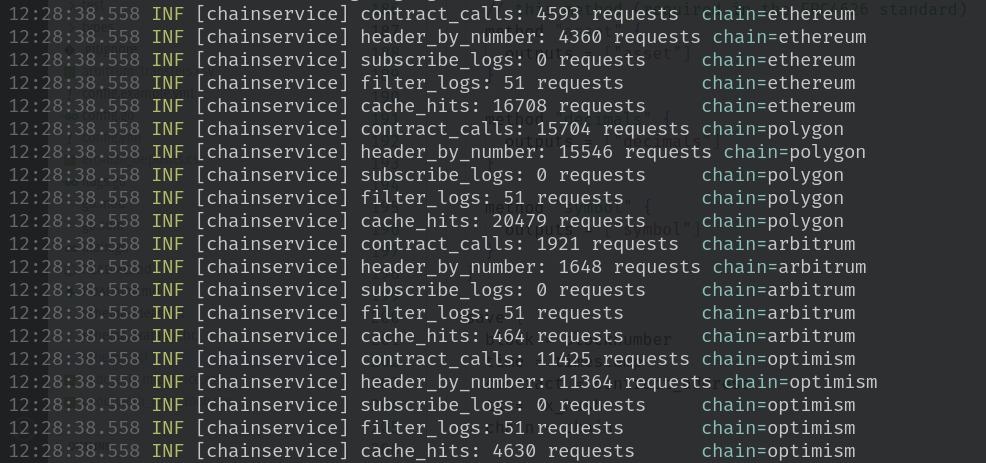 12:28:38.558 INF [chainservice] contract_calls: 4593 requests chain=ethereum
12:28:38.558 INF [chainservice] header_by_number: 4360 requests chain=ethereum
12:28:38.558 INF [chainservice] subscribe_logs: 0 requests chain=ethereum
12:28:38.558 INF [chainservice] filter_logs: 51 requests chain=ethereum
12:28:38.558 INF [chainservice] cache_hits: 16708 requests chain=ethereum
12:28:38.558 INF [chainservice] contract_calls: 15704 requests chain=polygon
12:28:38.558 INF [chainservice] header_by_number: 15546 requests chain=polygon
12:28:38.558 INF [chainservice] subscribe_logs: 0 requests chain=polygon
12:28:38.558 INF [chainservice] filter_logs: 51 requests chain=polygon
12:28:38.558 INF [chainservice] cache_hits: 20479 requests chain=polygon
12:28:38.558 INF [chainservice] contract_calls: 1921 requests chain=arbitrum
12:28:38.558 INF [chainservice] header_by_number: 1648 requests chain=arbitrum
12:28:38.558 INF [chainservice] subscribe_logs: 0 requests chain=arbitrum
12:28:38.558 INF [chainservice] filter_logs: 51 requests chain=arbitrum
12:28:38.558 INF [chainservice] cache_hits: 464 requests chain=arbitrum
12:28:38.558 INF [chainservice] contract_calls: 11425 requests chain=optimism
12:28:38.558 INF [chainservice] header_by_number: 11364 requests chain=optimism
12:28:38.558 INF [chainservice] subscribe_logs: 0 requests chain=optimism
12:28:38.558 INF [chainservice] filter_logs: 51 requests chain=optimism
12:28:38.558 INF [chainservice] cache_hits: 4630 requests chain=optimism